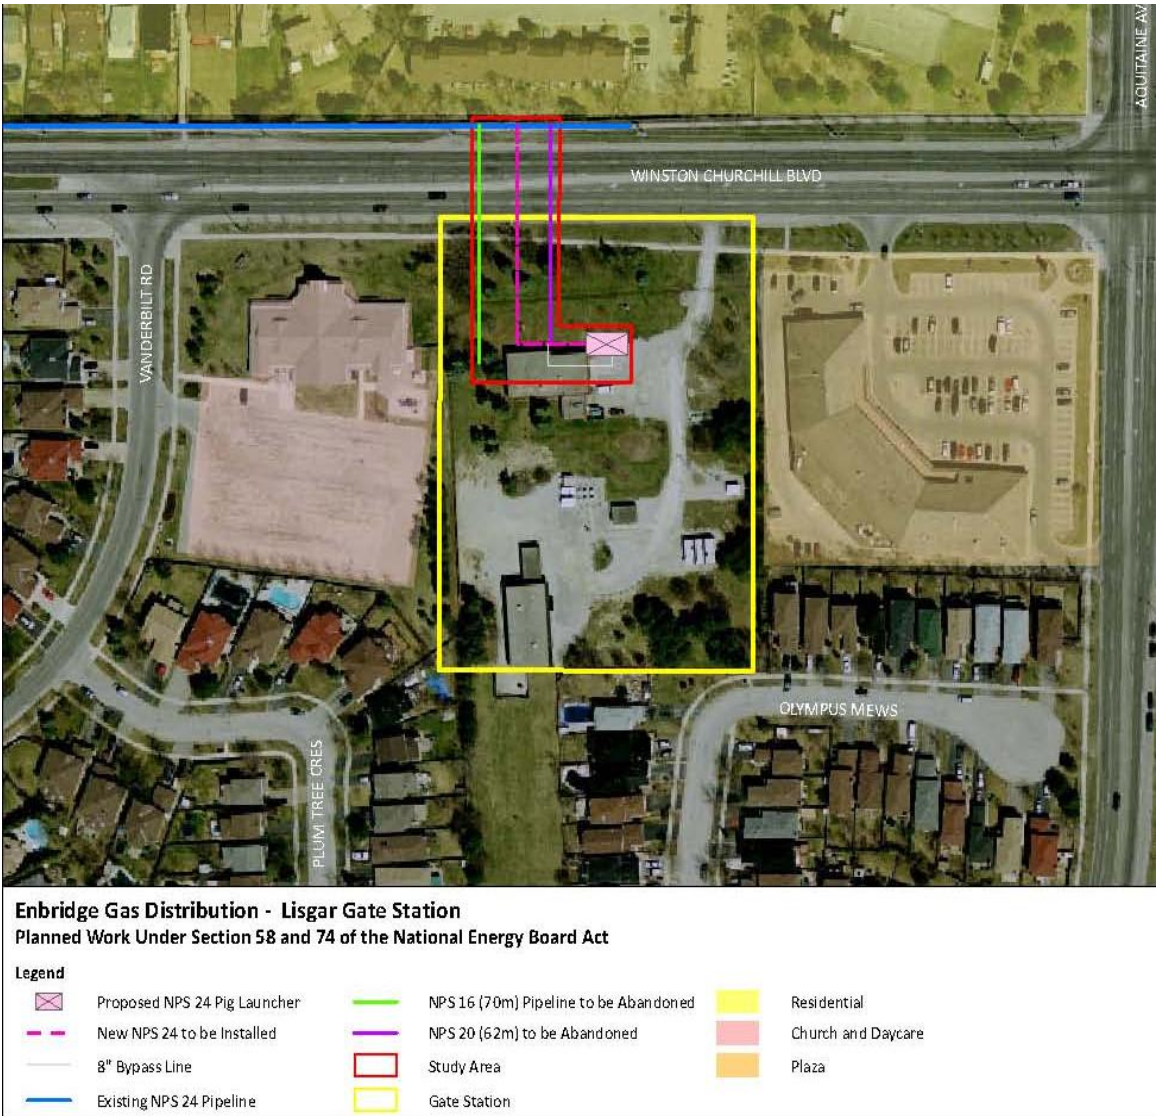 AQUITAINE AV
WINSTON CHURCHILL BLVD
VANDERBILT RD
OLYMPUS MEWS
PLUM TREE CRES
Enbridge Gas Distribution - Lisgar Gate Station
Planned Work Under Section 58 and 74 of the National Energy Board Act
Legend
Proposed NPS 24 Pig Launcher
NPS 16 (70m) Pipeline to be Abandoned
Residential
New NPS 24 to be Installed
NPS 20 (62m) to be Abandoned
Church and Daycare
8" Bypass Line
Study Area
Plaza
Existing NPS 24 Pipeline
Gate Station